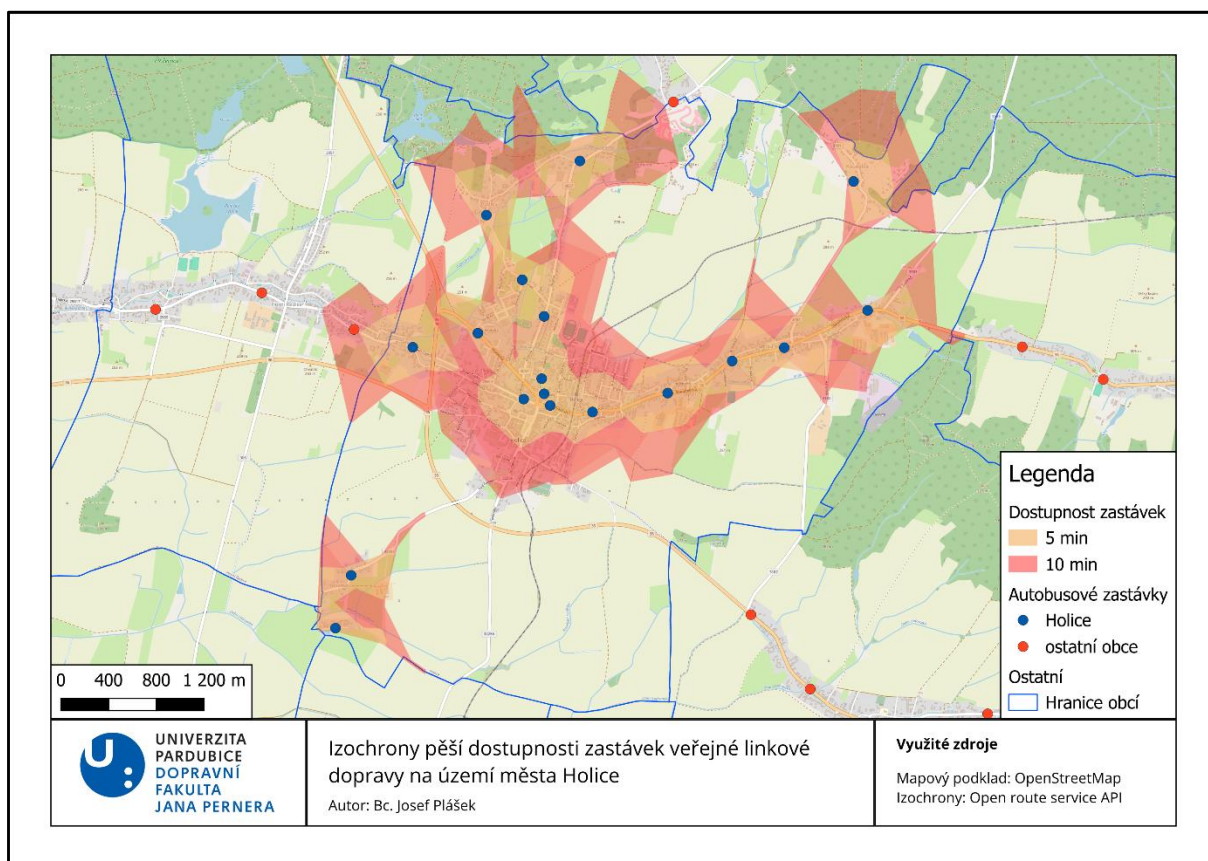 Legenda
Dostupnost zastávek
5 min
10 min
Autobusové zastávky
Holice
ostatní obce
Ostatní
Hranice obcí
0 400 800 1 200 m
UNIVERZITA
PARDUBICE
DOPRAVNÍ
FAKULTA
JANA PERNERA
Izochrony pěší dostupnosti zastávek veřejné linkové
dopravy na území města Holice
Autor: Bc. Josef Plášek
Využité zdroje
Mapový podklad: OpenStreetMap
Izochrony: Open route service API